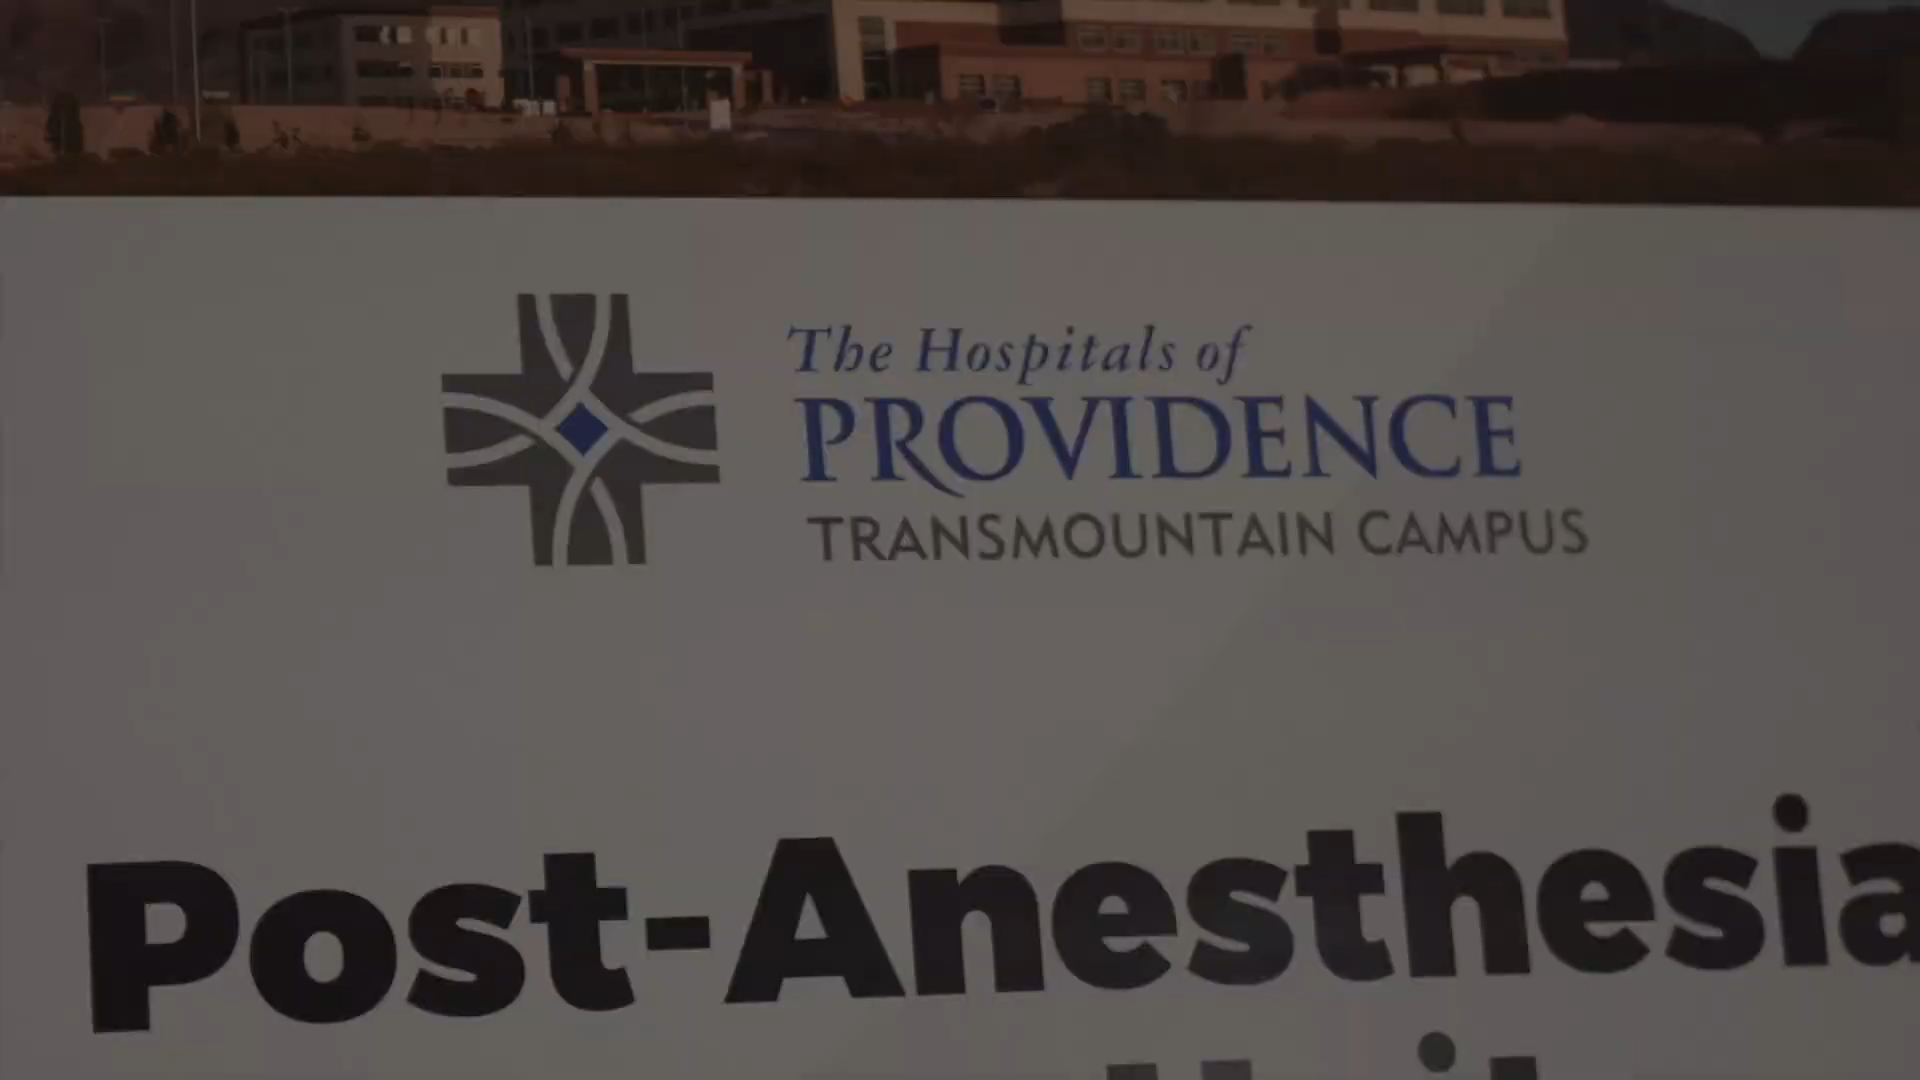 The Hospitals of
PROVIDENCE
TRANSMOUNTAIN CAMPUS
Post-Anesthesia